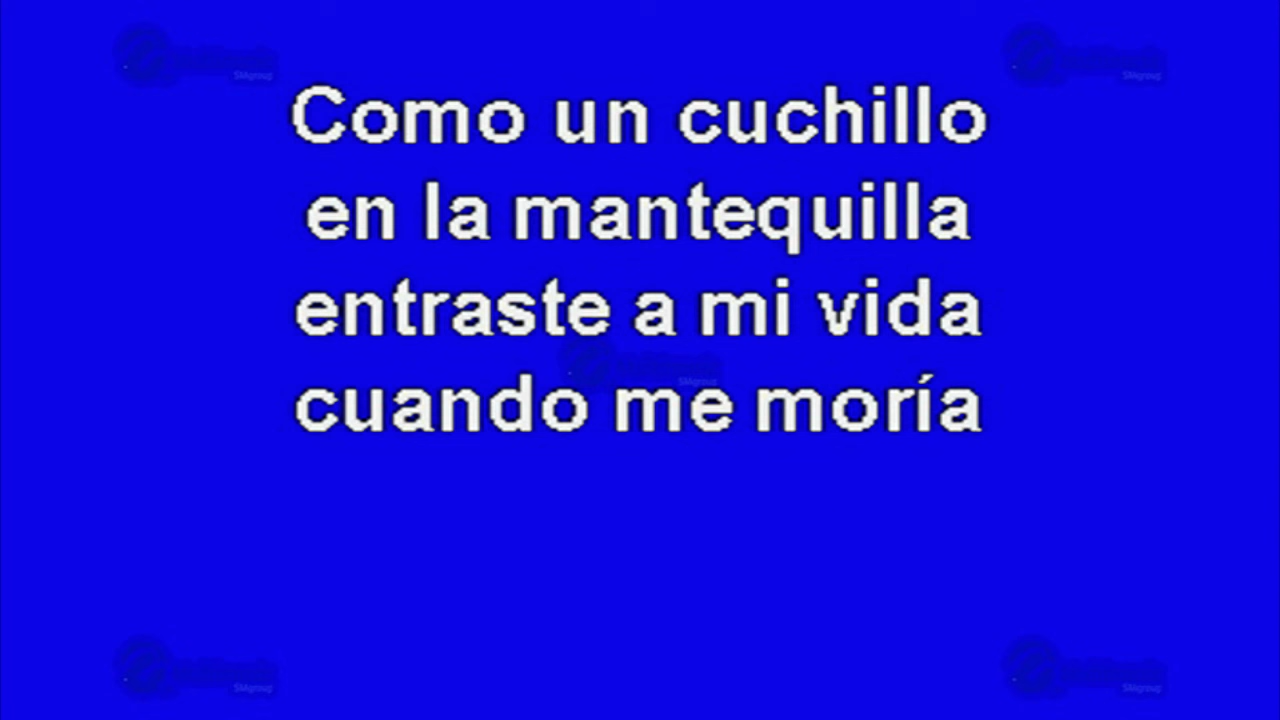 Como un cuchillo
en la mantequilla
entraste a mi vida
cuando me moría